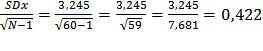 SDx/√N−1 = 3,245/√60−1 = 3,245/√59 = 3,245/7,681 = 0,422